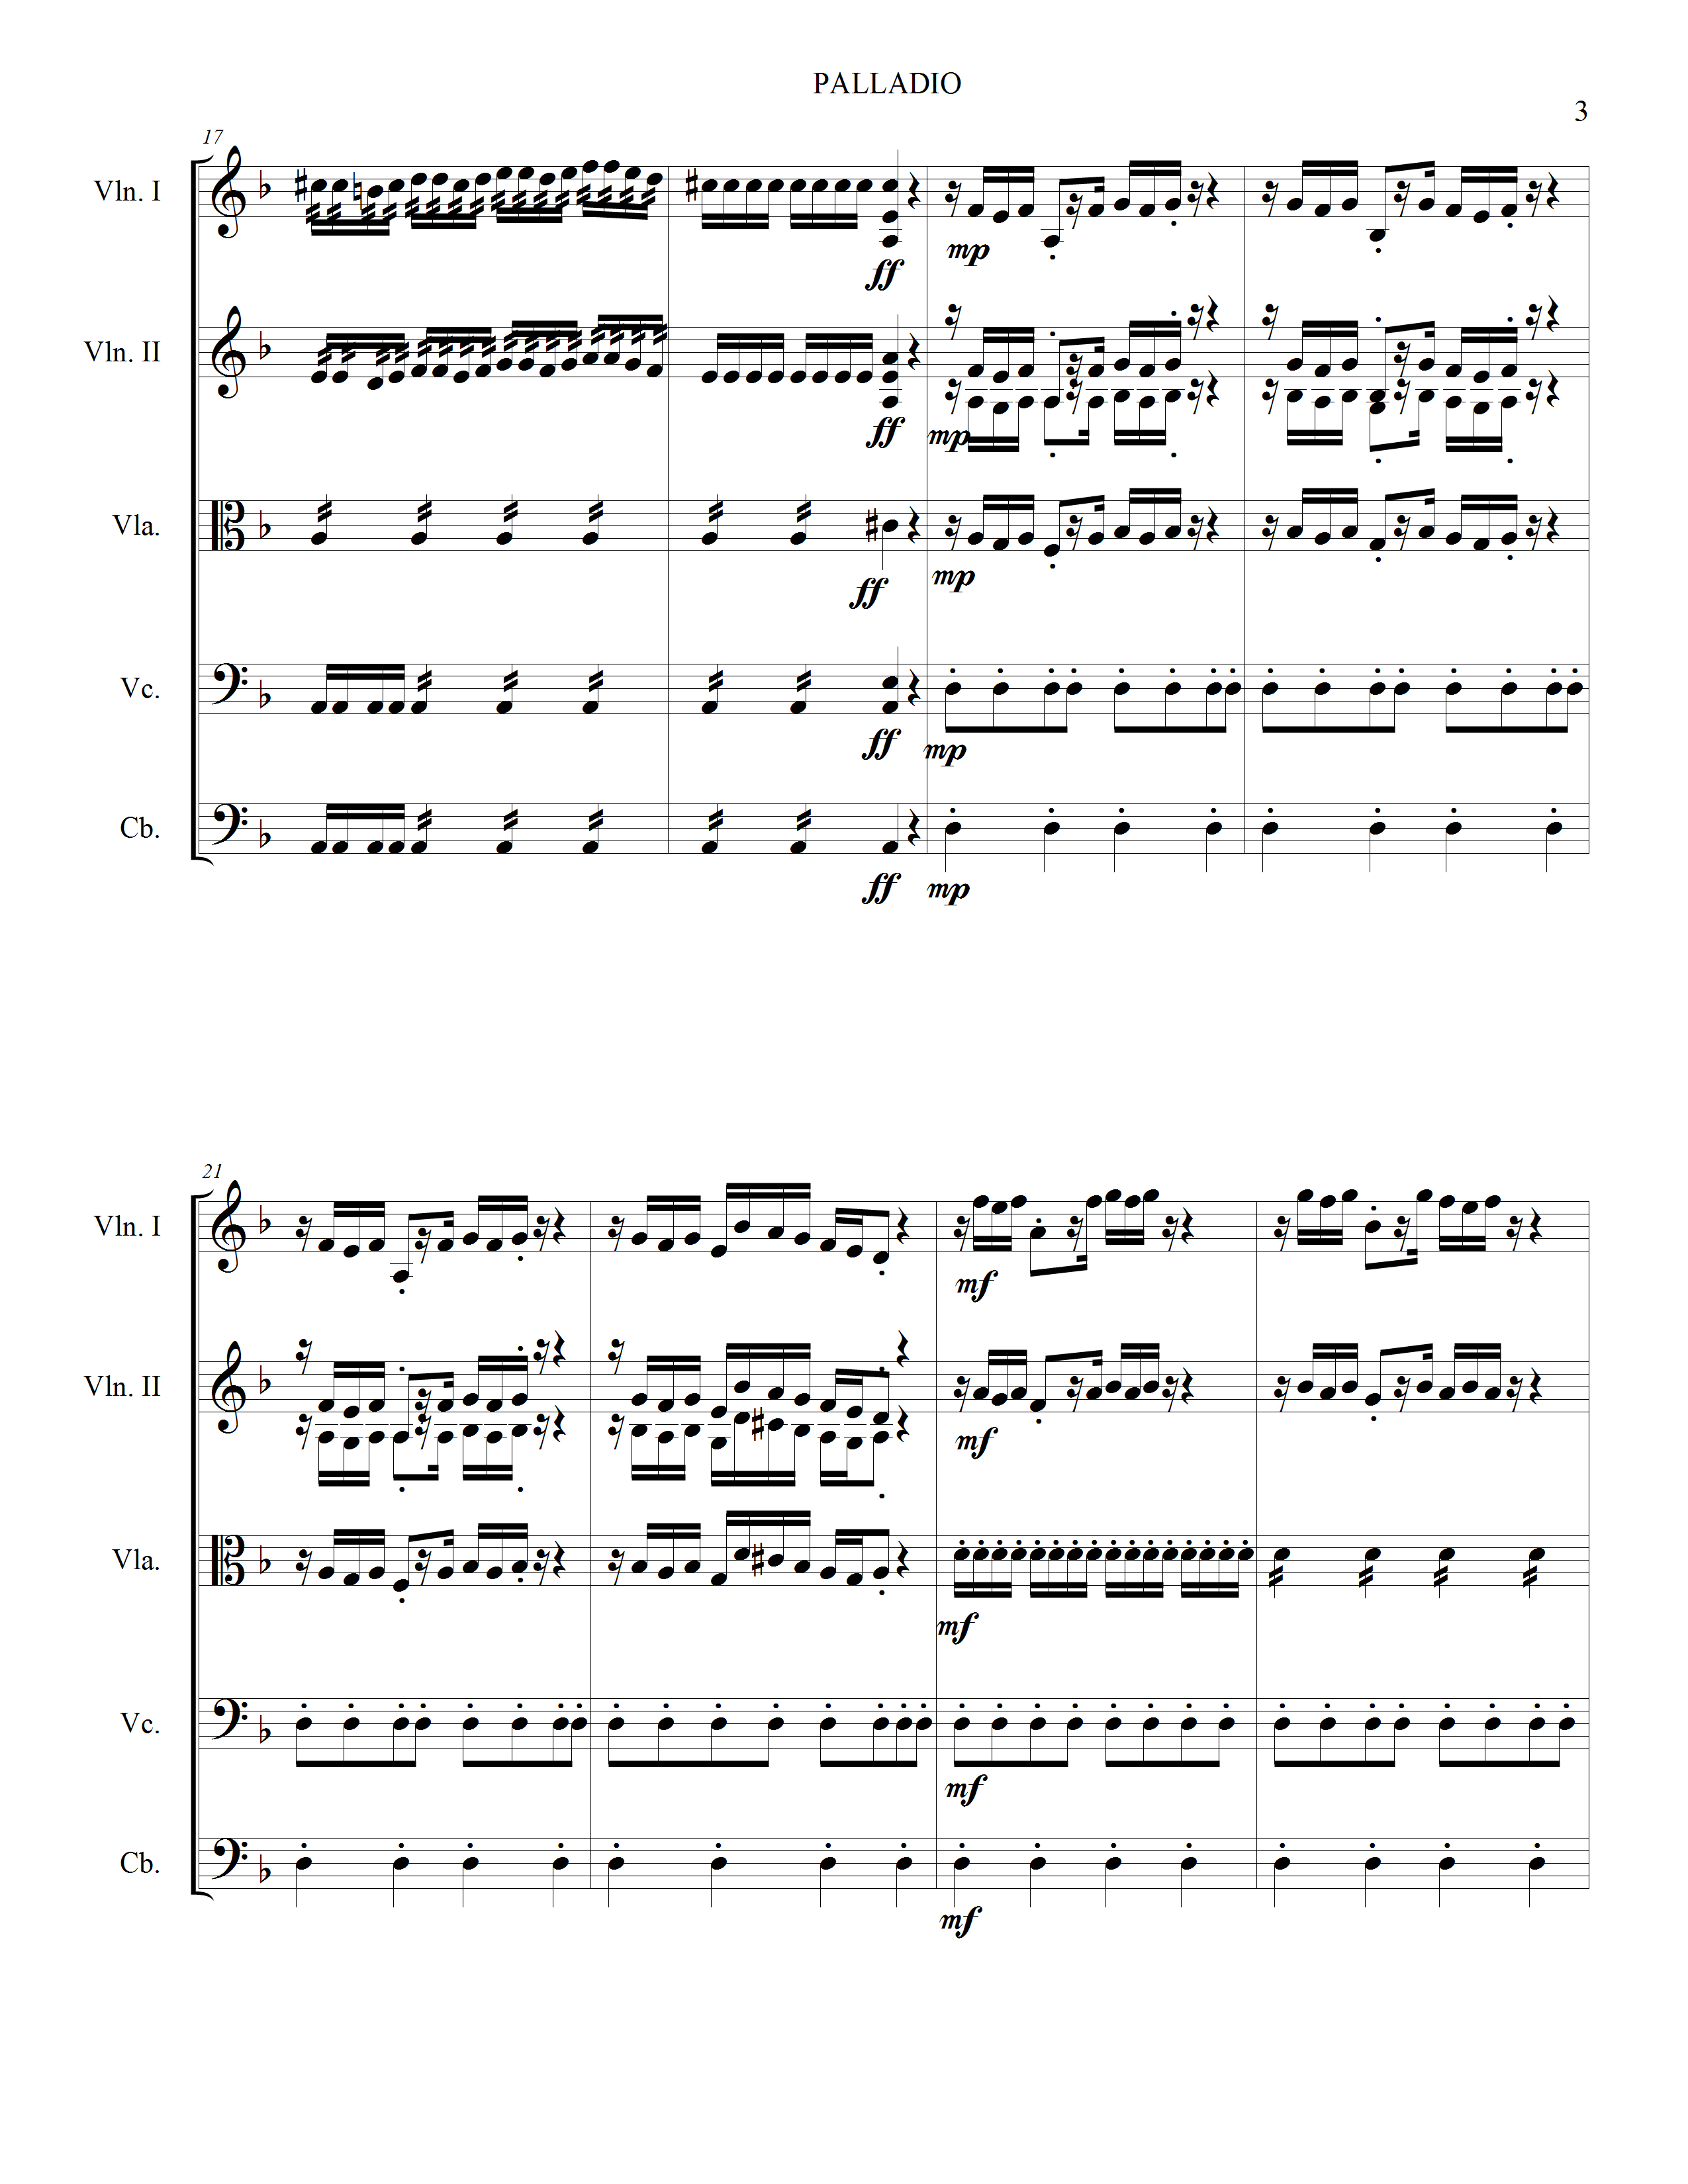 PALLADIO
3
17
Vln. I
mp
ff
Vln. II
ff
mp
Vla.
mp
ff
Vc.
ff
mp
Cb.
ff
mp
21
Vln. I
mf
Vln. II
mf
Vla.
mf
Vc.
mf
Cb.
mf